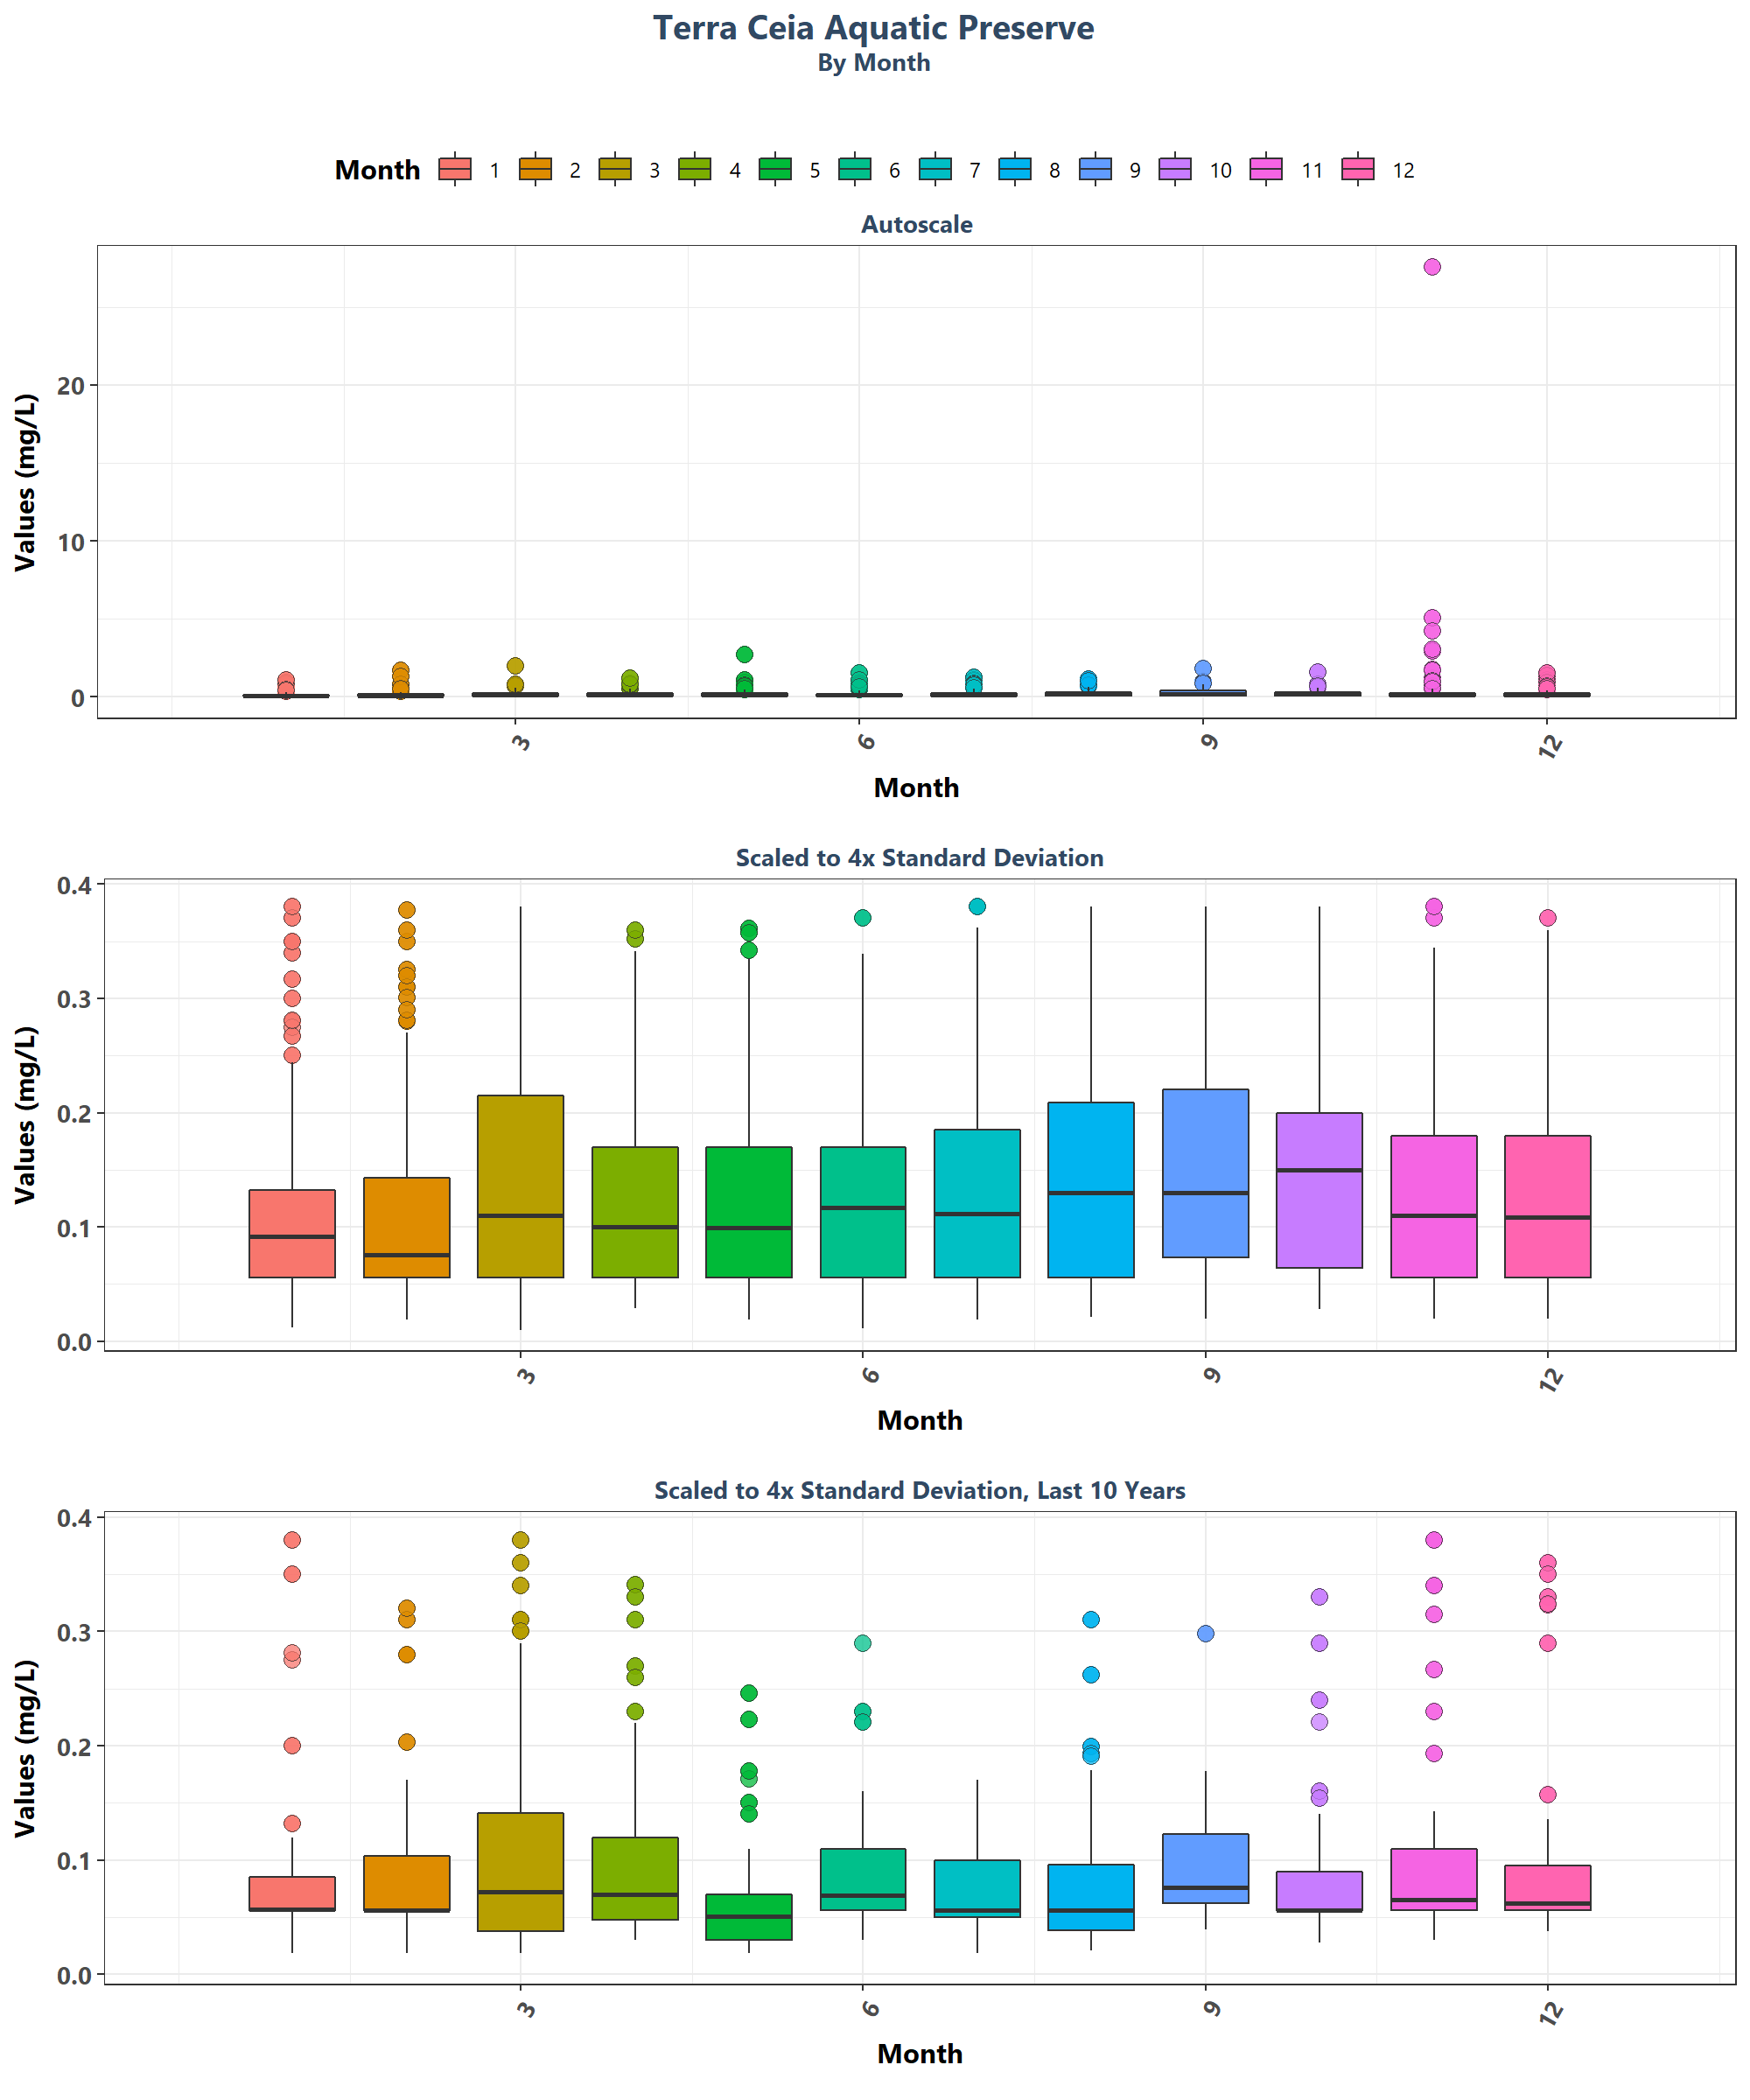 Terra Ceia Aquatic Preserve
By Month
Month 1 2 3 4 5 6 7 8 9 10 11 12
Autoscale
Values (mg/L)
20
10
0
3 6 9 12
Month
Scaled to 4x Standard Deviation
Values (mg/L)
0.4
0.3
0.2
0.1
0.0
3 6 9 12
Month
Scaled to 4x Standard Deviation, Last 10 Years
Values (mg/L)
0.4
0.3
0.2
0.1
0.0
3 6 9 12
Month